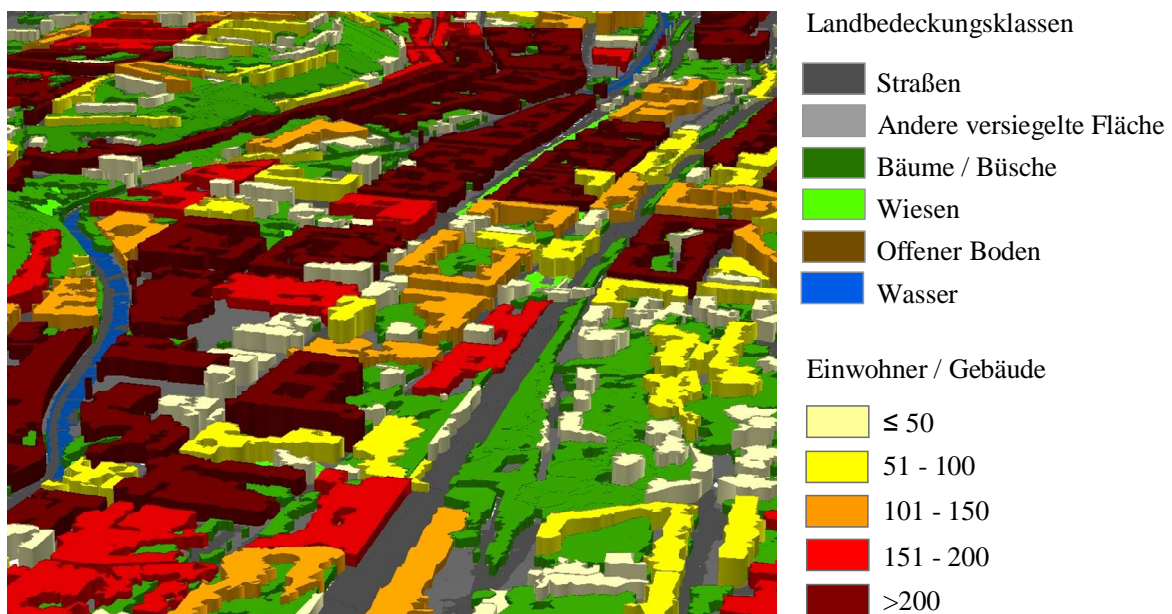 Landbedeckungsklassen
Straßen
Andere versiegelte Fläche
Bäume / Büsche
Wiesen
Offener Boden
Wasser
Einwohner / Gebäude
≤ 50
51 - 100
101 - 150
151 - 200
>200